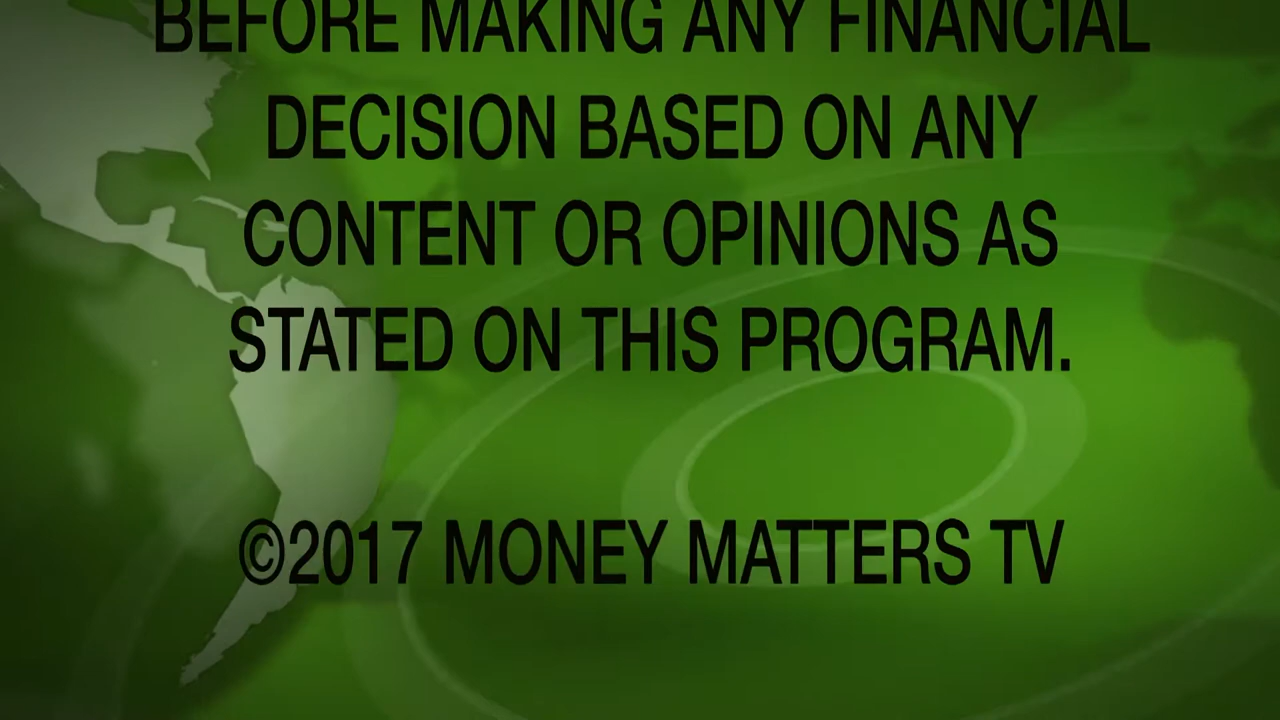 BEFORE MAKING ANY FINANCIAL
DECISION BASED ON ANY
CONTENT OR OPINIONS AS
STATED ON THIS PROGRAM.
©2017 MONEY MATTERS TV